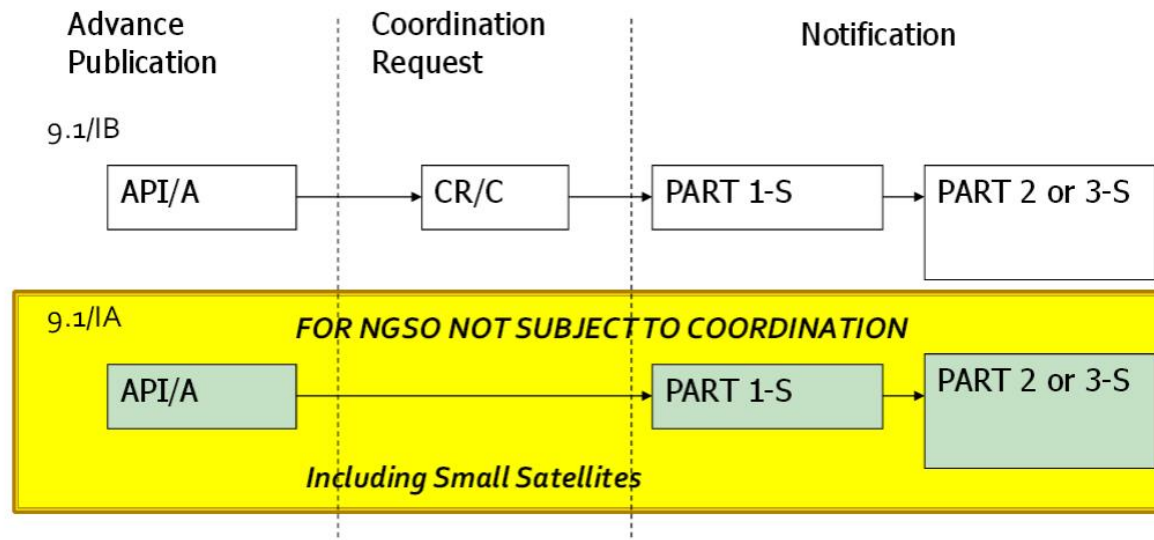 Advance
Publication
Coordination
Request
Notification
9.1/IB
API/A
CR/C
PART 1-S
PART 2 or 3-S
9.1/IA
FOR NGSO NOT SUBJECT TO COORDINATION
API/A
PART 1-S
PART 2 or 3-S
Including Small Satellites